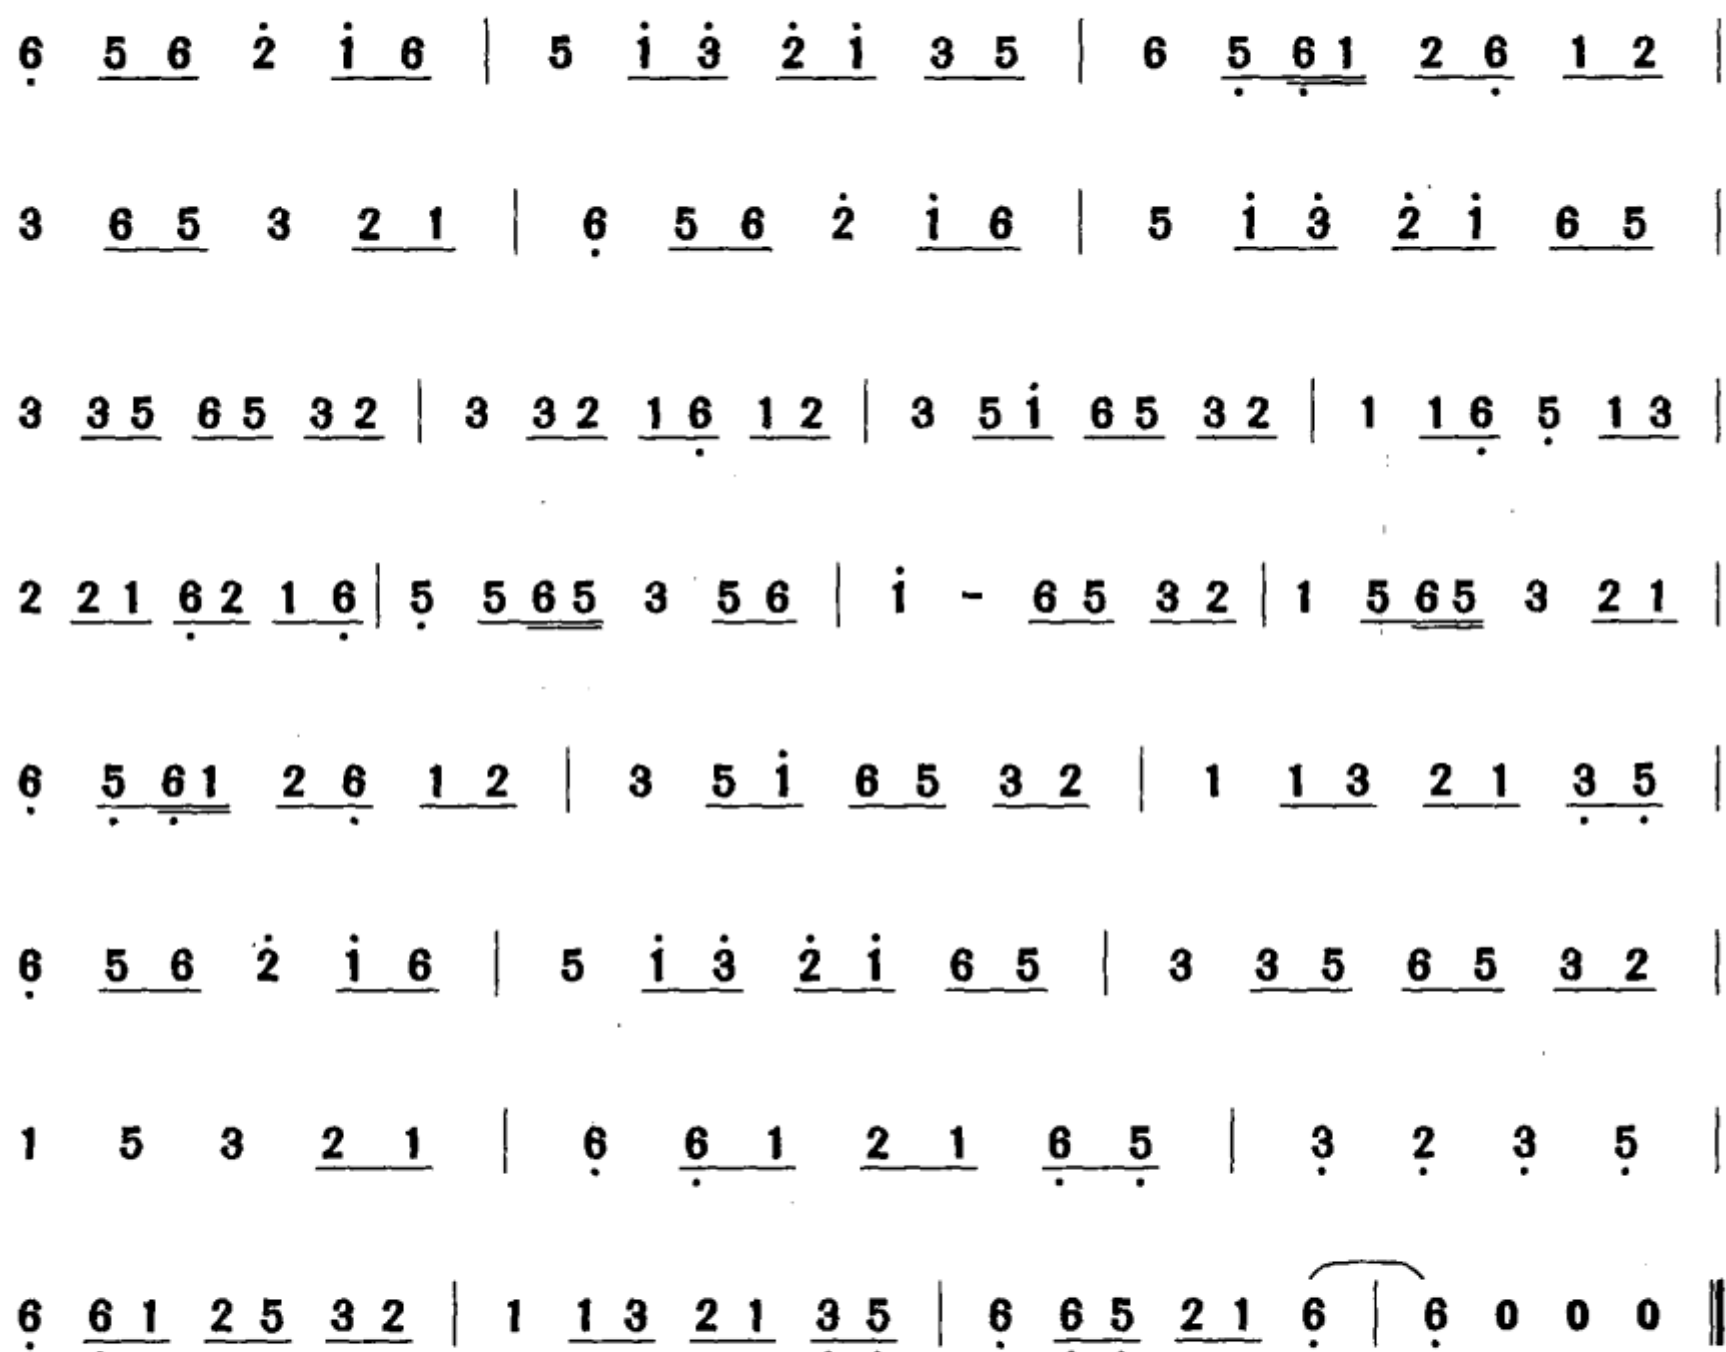 6̣ 5 6 2̇ 1̇ 6 | 5 1̇ 3̇ 2̇ 1̇ 3 5 | 6 5̣ 6̣ 1 2 6̣ 1 2 |
3 6 5 3 2 1 | 6̣ 5 6 2̇ 1̇ 6 | 5 1̇ 3̇ 2̇ 1̇ 6 5 |
3 3 5 6 5 3 2 | 3 3 2 1 6̣ 1 2 | 3 5 1̇ 6 5 3 2 | 1 1 6̣ 5̣ 1 3 |
2 2 1 6̣ 2 1 6̣ | 5̣ 5 6 5 3 5 6 | 1̇ - 6 5 3 2 | 1 5 6 5 3 2 1 |
6̣ 5̣ 6̣ 1 2 6̣ 1 2 | 3 5 1̇ 6 5 3 2 | 1 1 3 2 1 3̣ 5̣ |
6̣ 5 6 2̇ 1̇ 6 | 5 1̇ 3̇ 2̇ 1̇ 6 5 | 3 3 5 6 5 3 2 |
1 5 3 2 1 | 6̣ 6̣ 1 2 1 6̣ 5̣ | 3̣ 2̣ 3̣ 5̣ |
6̣ 6̣ 1 2 5 3 2 | 1 1 3 2 1 3̣ 5̣ | 6̣ 6̣ 5̣ 2 1 6̣ | 6̣ 0 0 0 ‖